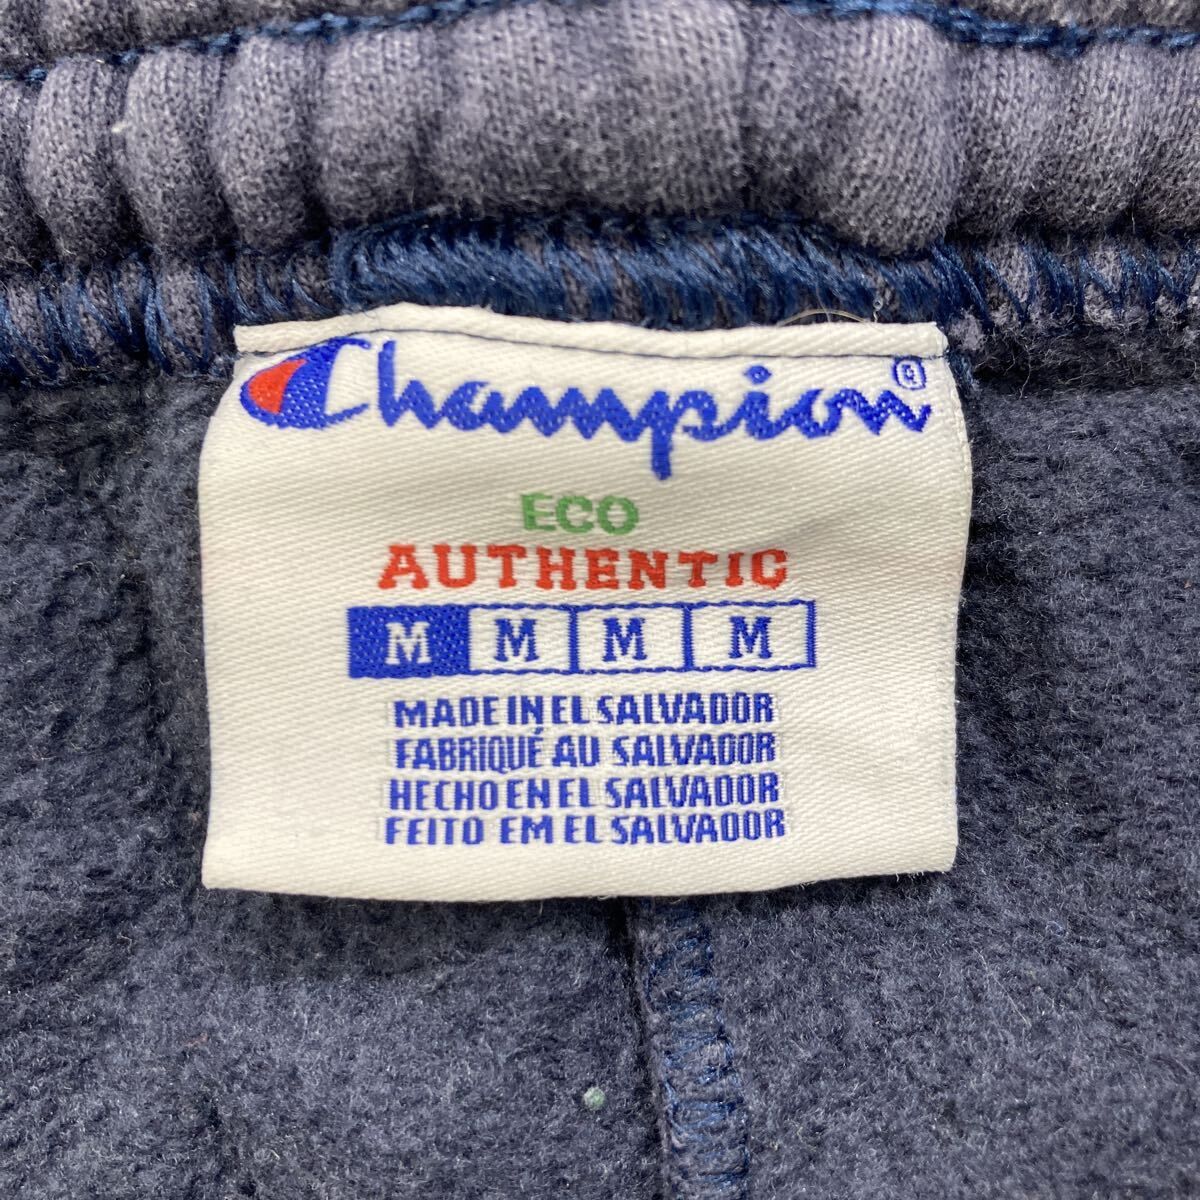 Champion®
ECO
AUTHENTIC
M M M M
MADE IN EL SALVADOR
FABRIQUÉ AU SALVADOR
HECHO EN EL SALVADOR
FEITO EM EL SALVADOR